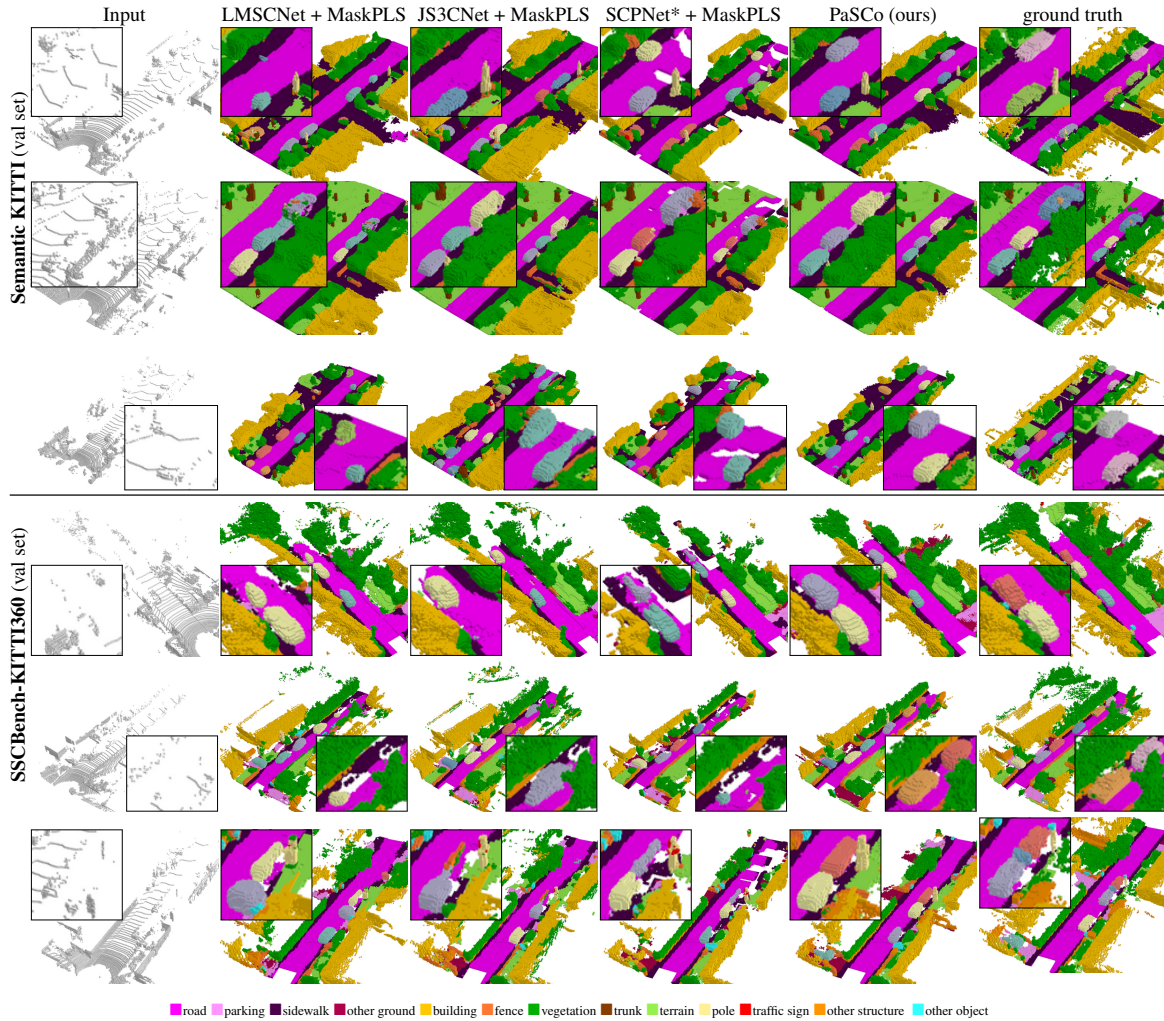 Input LMSCNet + MaskPLS JS3CNet + MaskPLS SCPNet* + MaskPLS PaSCo (ours) ground truth
Semantic KITTI (val set)
SSCBench-KITTI360 (val set)
road parking sidewalk other ground building fence vegetation trunk terrain pole traffic sign other structure other object